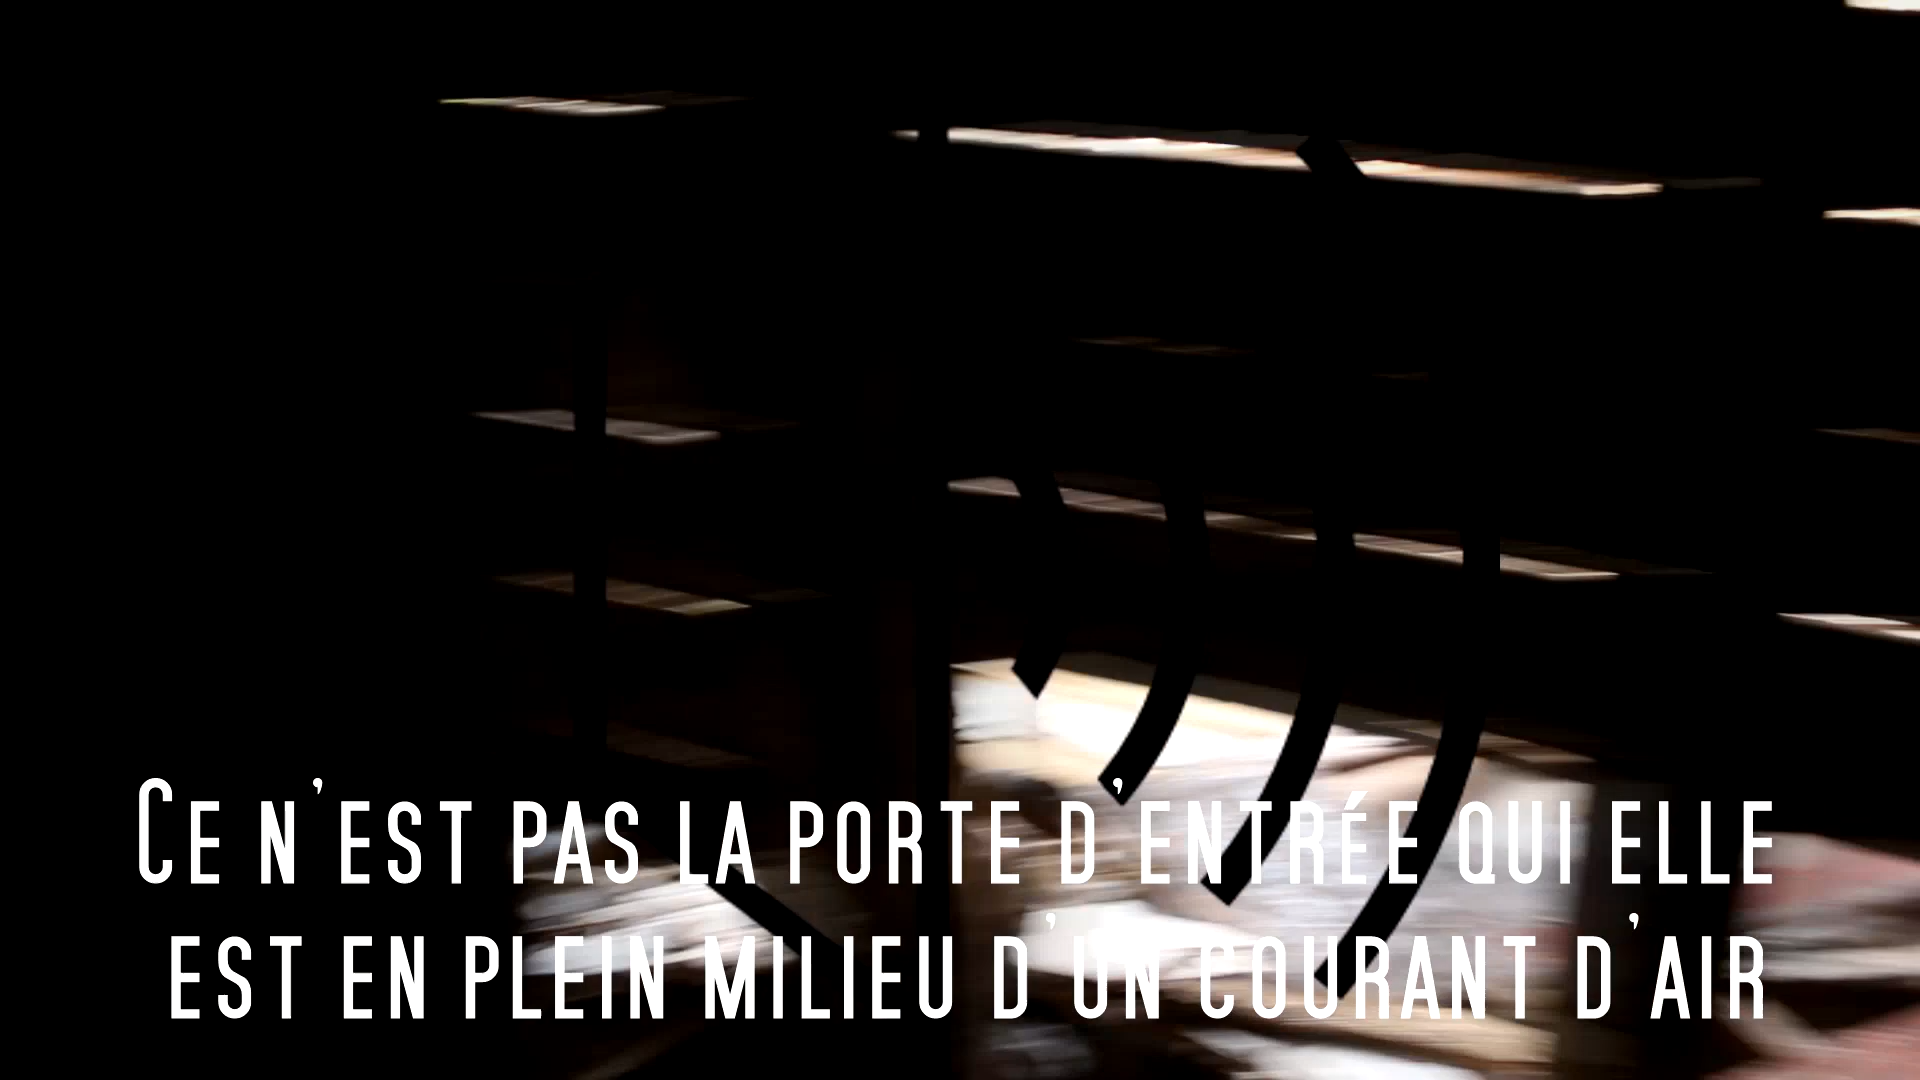 Ce n'est pas la porte d'entrée qui elle
est en plein milieu d'un courant d'air